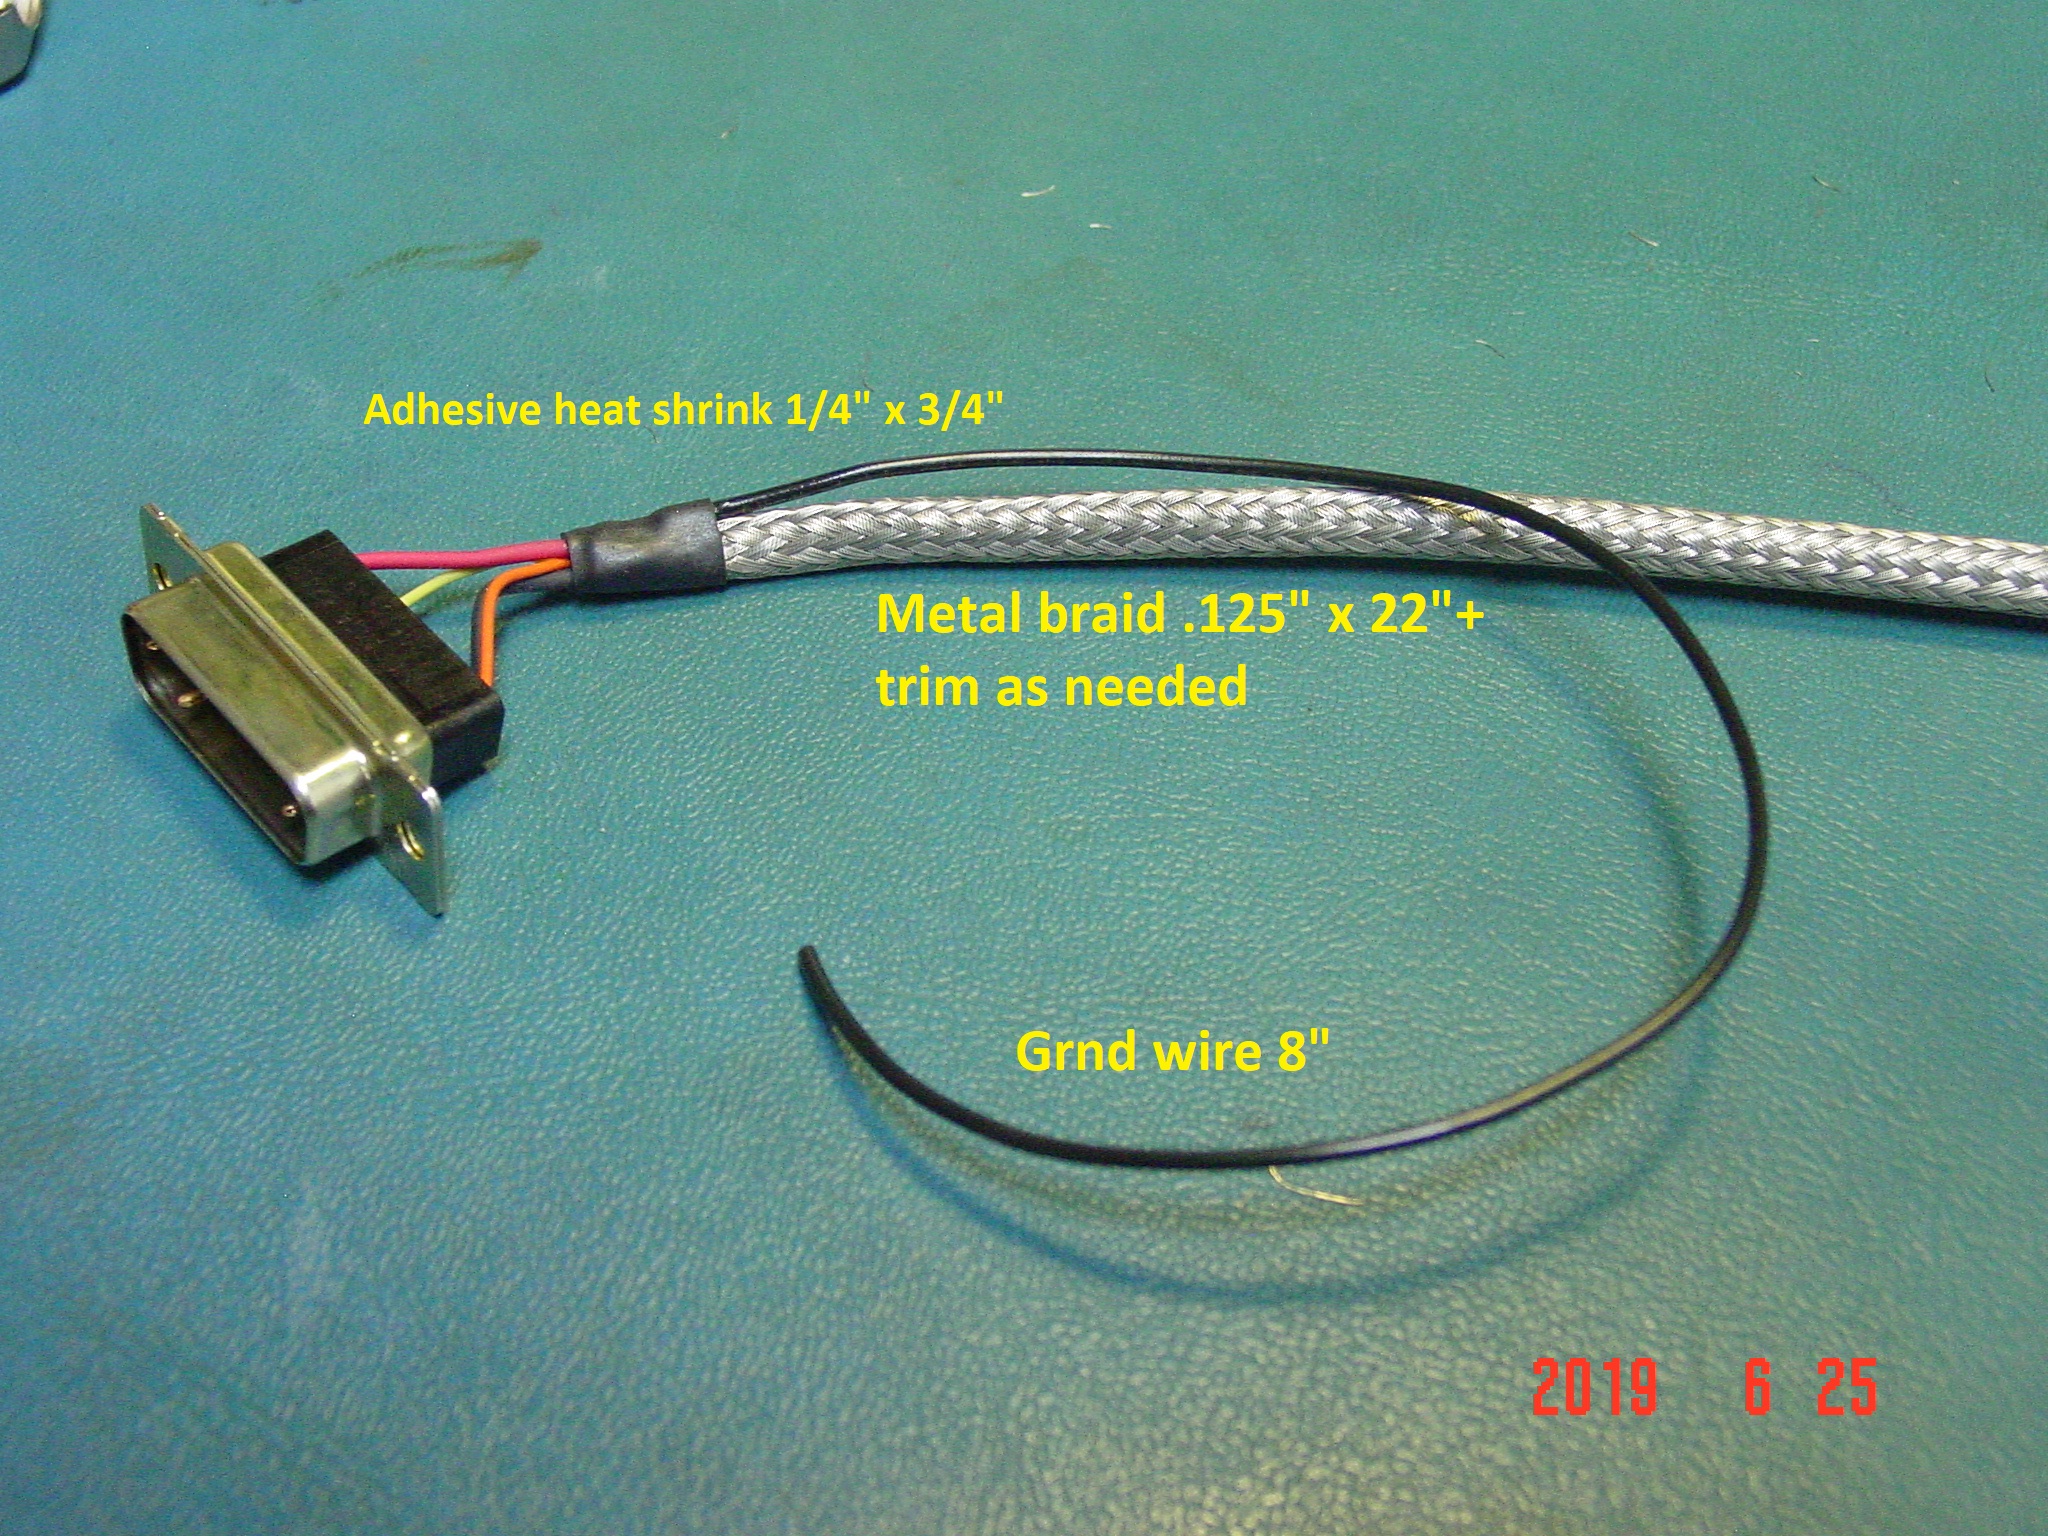 Adhesive heat shrink 1/4" x 3/4"
Metal braid .125" x 22"+
trim as needed
Grnd wire 8"
2019 6 25